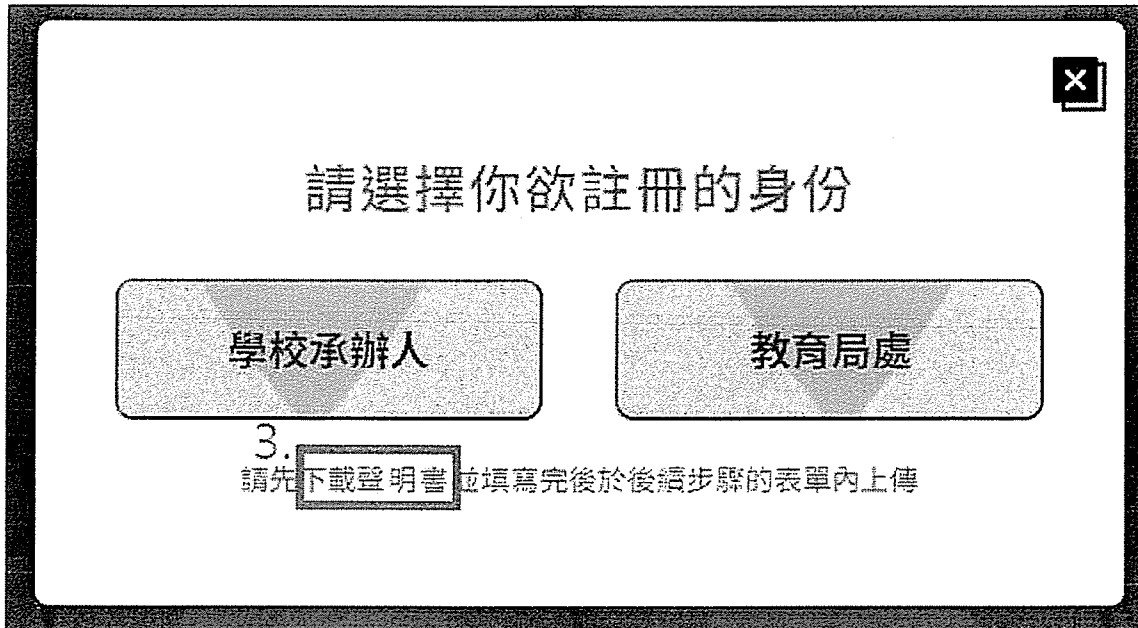 請選擇你欲註冊的身份
學校承辦人
教育局處
3.
請先下載聲明書並填寫完後於後續步驟的表單內上傳